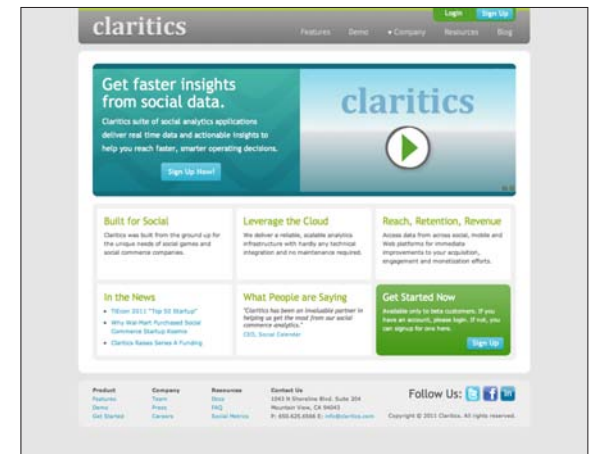 claritics
Login
Sign Up
Features
Demo
Company
Resources
Blog
Get faster insights
from social data.
Claritics suite of social analytics applications
deliver real time data and actionable insights to
help you reach faster, smarter operating decisions.
Sign Up Now!
claritics
Built for Social
Claritics was built from the ground up for
the unique needs of social games and
social commerce companies.
Leverage the Cloud
We deliver a reliable, scalable analytics
infrastructure with hardly any technical
integration and no maintenance required.
Reach, Retention, Revenue
Access data from across social, mobile and
Web platforms for immediate
improvements to your acquisition,
engagement and monetization efforts.
In the News
• TiEcon 2011 "Top 50 Startup"
• Why Wal-Mart Purchased Social
Commerce Startup Kosmix
• Claritics Raises Series A Funding
What People are Saying
"Claritics has been an invaluable partner in
helping us get the most from our social
commerce analytics."
CEO, Social Calendar
Get Started Now
Available only to beta customers. If you
have an account, please login. If not, you
can signup for one here.
Sign Up
Product
Features
Demo
Get Started
Company
Team
Press
Careers
Resources
Docs
FAQ
Social Metrics
Contact Us
1043 N Shoreline Blvd. Suite 204
Mountain View, CA 94043
P: 650.625.6566 E: info@claritics.com
Follow Us:
Copyright © 2011 Claritics. All rights reserved.